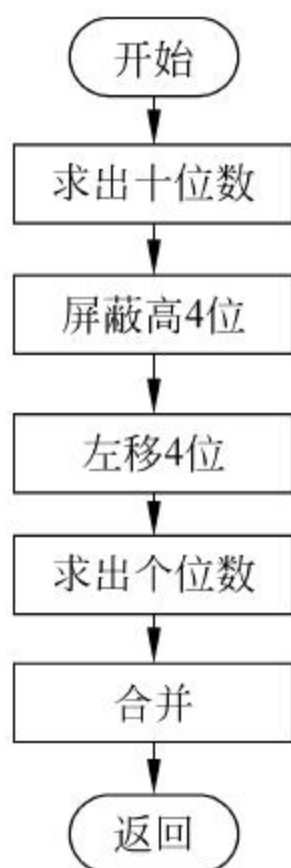 开始
求出十位数
屏蔽高4位
左移4位
求出个位数
合并
返回